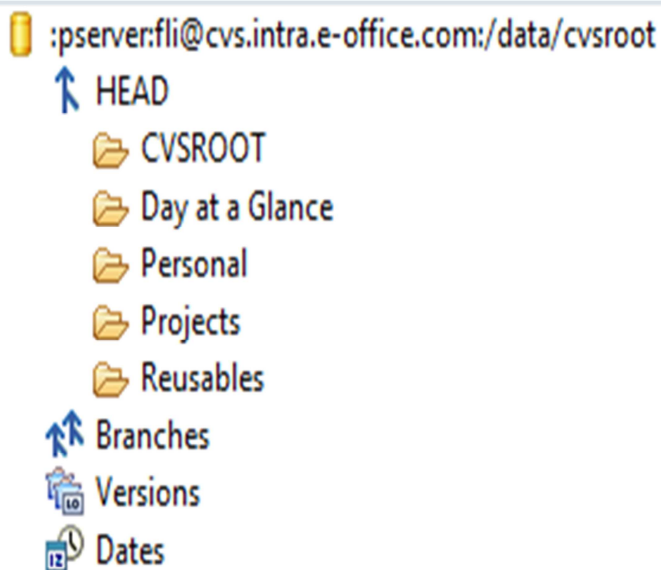 :pserver:fli@cvs.intra.e-office.com:/data/cvsroot
HEAD
CVSROOT
Day at a Glance
Personal
Projects
Reusables
Branches
Versions
Dates